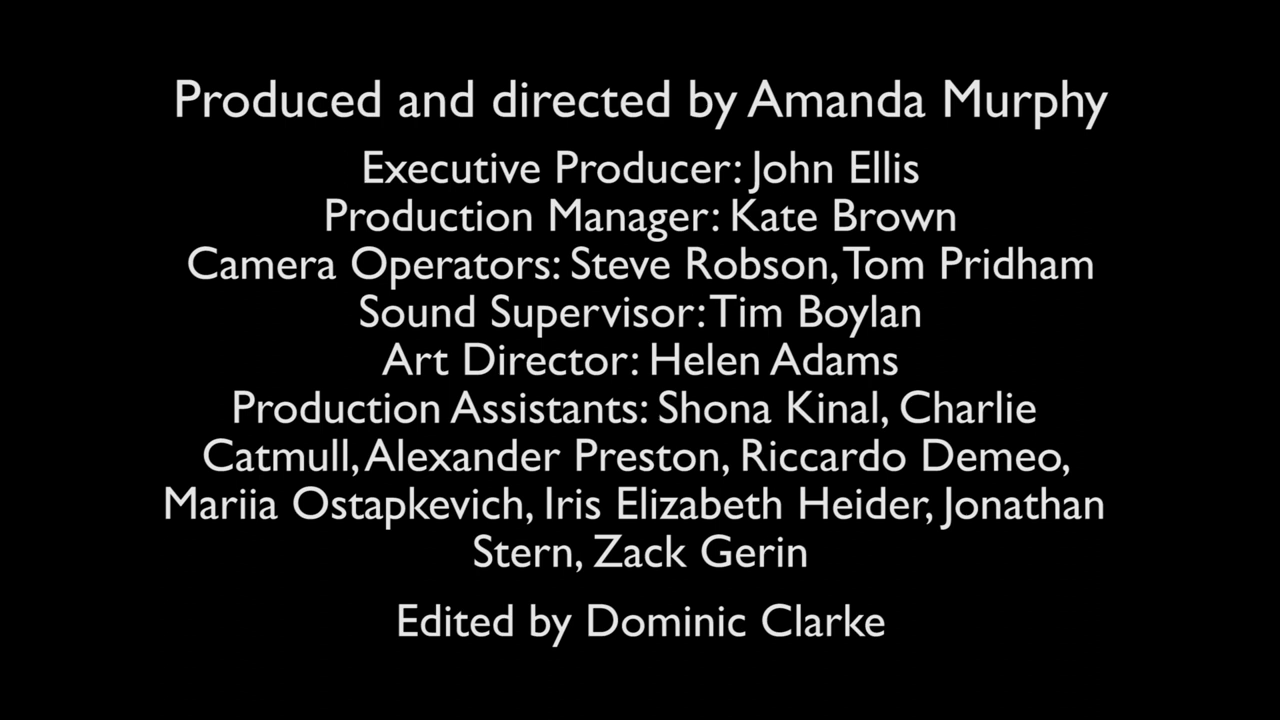 Produced and directed by Amanda Murphy
Executive Producer: John Ellis
Production Manager: Kate Brown
Camera Operators: Steve Robson, Tom Pridham
Sound Supervisor: Tim Boylan
Art Director: Helen Adams
Production Assistants: Shona Kinal, Charlie
Catmull, Alexander Preston, Riccardo Demeo,
Mariia Ostapkevich, Iris Elizabeth Heider, Jonathan
Stern, Zack Gerin
Edited by Dominic Clarke